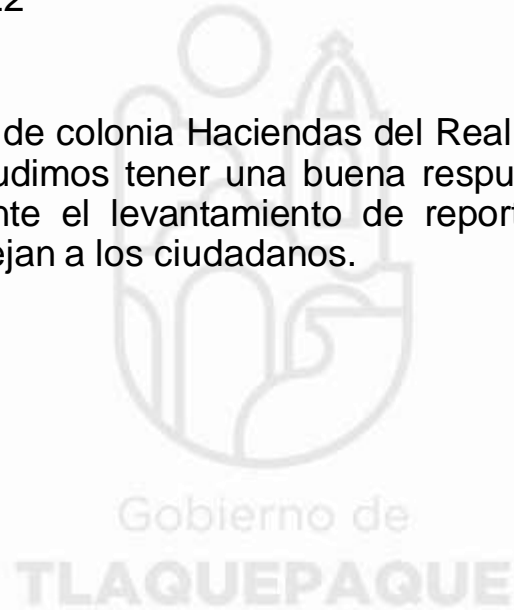 de colonia Haciendas del Real
udimos tener una buena respu
nte el levantamiento de report
ejan a los ciudadanos.
Gobierno de
TLAQUEPAQUE